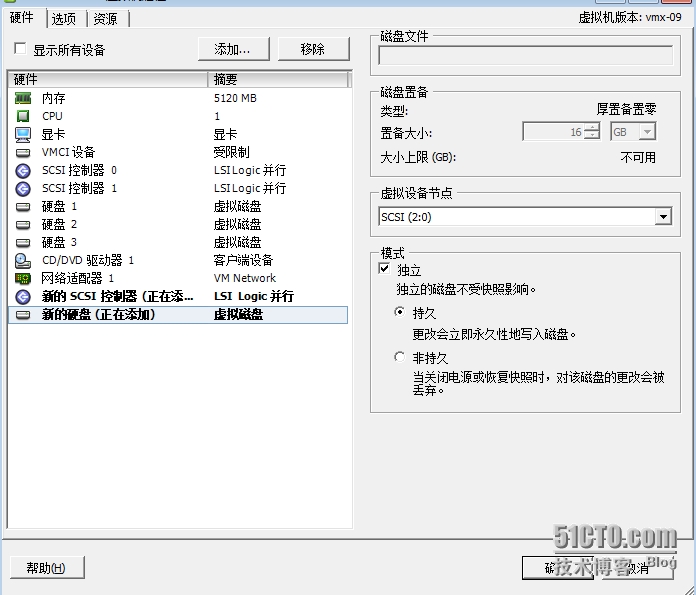 硬件 选项 资源 虚拟机版本: vmx-09
显示所有设备 添加... 移除
硬件 摘要
内存 5120 MB
CPU 1
显卡 显卡
VMCI 设备 受限制
SCSI 控制器 0 LSI Logic 并行
SCSI 控制器 1 LSI Logic 并行
硬盘 1 虚拟磁盘
硬盘 2 虚拟磁盘
硬盘 3 虚拟磁盘
CD/DVD 驱动器 1 客户端设备
网络适配器 1 VM Network
新的 SCSI 控制器 (正在添... LSI Logic 并行
新的硬盘 (正在添加) 虚拟磁盘
磁盘文件
磁盘置备
类型: 厚置备置零
置备大小: 16 GB
大小上限 (GB): 不可用
虚拟设备节点
SCSI (2:0)
模式
独立
独立的磁盘不受快照影响。
持久
更改会立即永久性地写入磁盘。
非持久
当关闭电源或恢复快照时，对该磁盘的更改会被
丢弃。
帮助(H) 取消
51CTO.com
技术博客 Blog